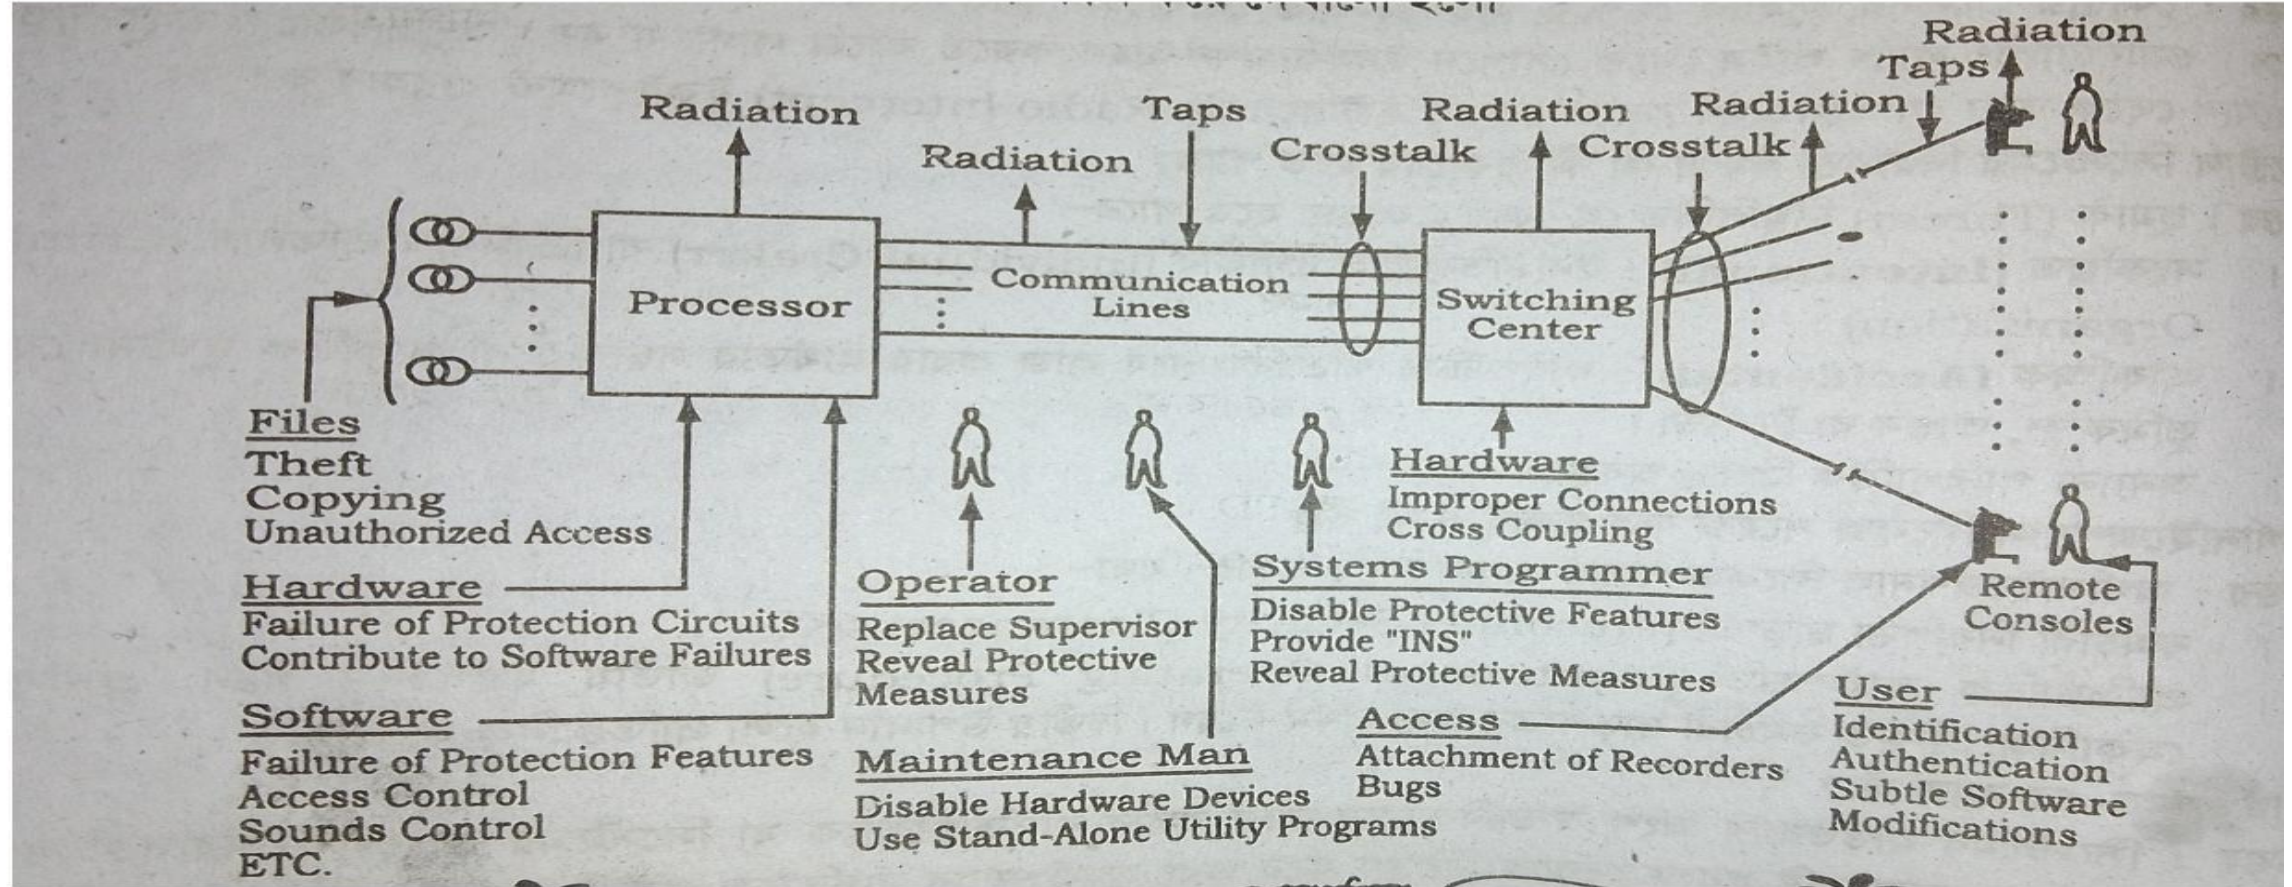 Radiation
Taps
Radiation
Taps
Radiation
Radiation
Radiation
Crosstalk
Crosstalk
Processor
Communication
Lines
Switching
Center
Files
Theft
Copying
Unauthorized Access
Hardware
Failure of Protection Circuits
Contribute to Software Failures
Software
Failure of Protection Features
Access Control
Sounds Control
ETC.
Operator
Replace Supervisor
Reveal Protective
Measures
Maintenance Man
Disable Hardware Devices
Use Stand-Alone Utility Programs
Hardware
Improper Connections
Cross Coupling
Systems Programmer
Disable Protective Features
Provide "INS"
Reveal Protective Measures
Access
Attachment of Recorders
Bugs
Remote
Consoles
User
Identification
Authentication
Subtle Software
Modifications